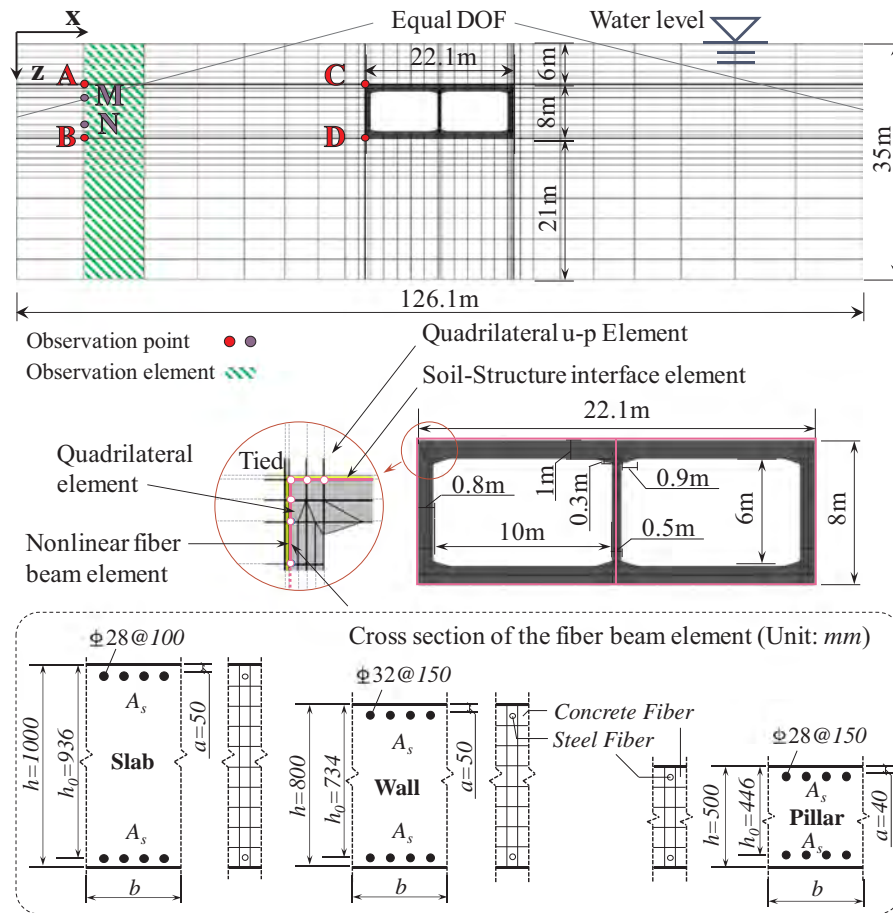 Equal DOF
Water level
x
z
A
M
N
B
C
D
22.1m
6m
8m
21m
35m
126.1m
Observation point
Observation element
Quadrilateral u-p Element
Soil-Structure interface element
Tied
Quadrilateral
element
Nonlinear fiber
beam element
22.1m
0.8m
1m
0.3m
0.9m
10m
0.5m
6m
8m
Cross section of the fiber beam element (Unit: mm)
Φ28@100
h=1000
h₀=936
Aₛ
Slab
Aₛ
a=50
b
Φ32@150
h=800
h₀=734
Aₛ
Wall
Aₛ
a=50
b
Concrete Fiber
Steel Fiber
Φ28@150
h=500
h₀=446
Aₛ
Pillar
Aₛ
a=40
b